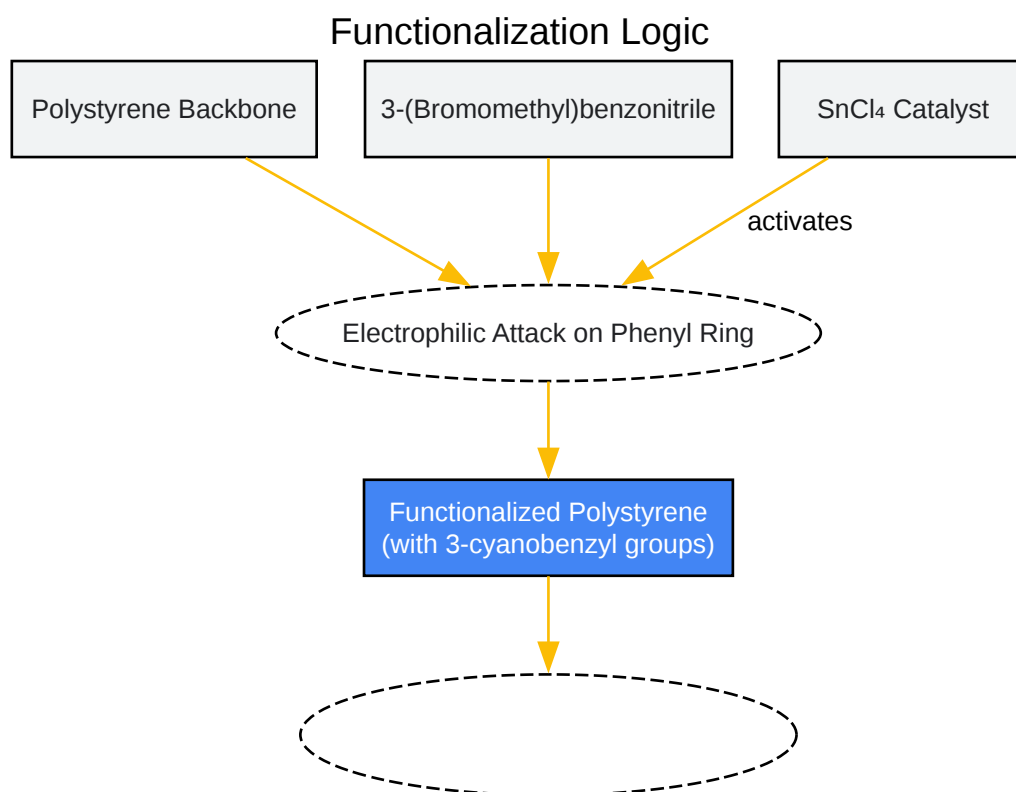 Functionalization Logic
Polystyrene Backbone
3-(Bromomethyl)benzonitrile
SnCl₄ Catalyst
activates
Electrophilic Attack on Phenyl Ring
Functionalized Polystyrene
(with 3-cyanobenzyl groups)